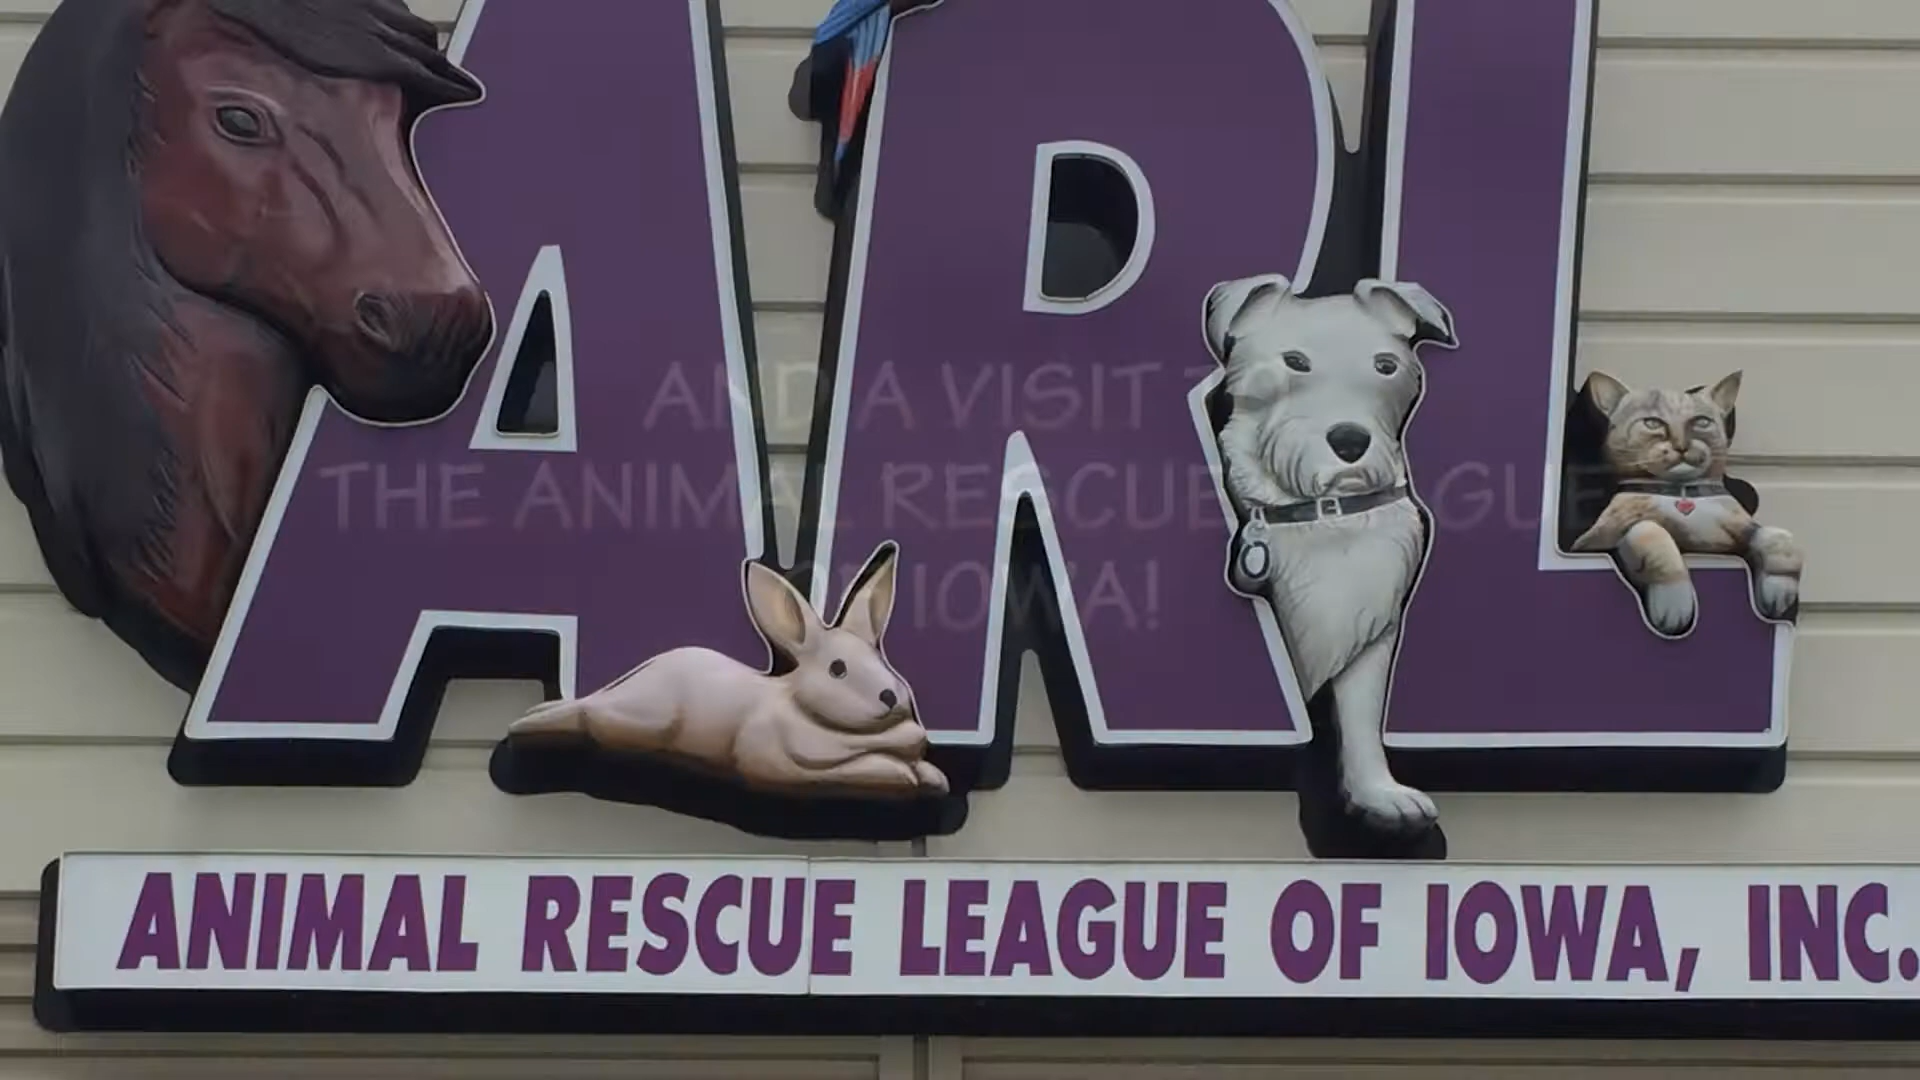 ARL
AND A VISIT TO
THE ANIMAL RESCUE LEAGUE
OF IOWA!
ANIMAL RESCUE LEAGUE OF IOWA, INC.